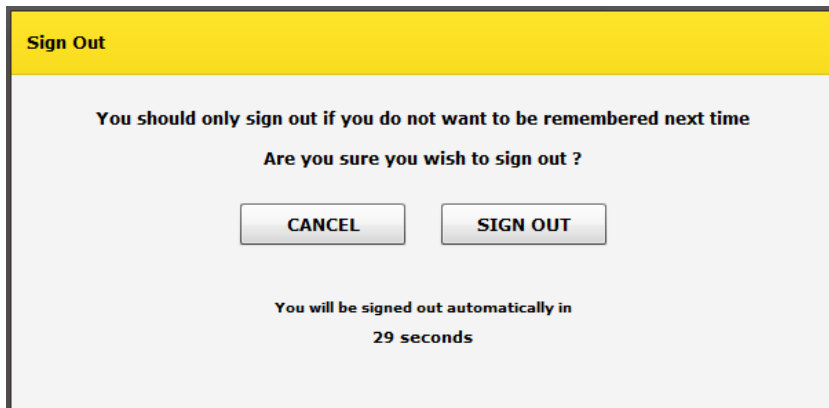 Sign Out
You should only sign out if you do not want to be remembered next time
Are you sure you wish to sign out ?
CANCEL SIGN OUT
You will be signed out automatically in
29 seconds